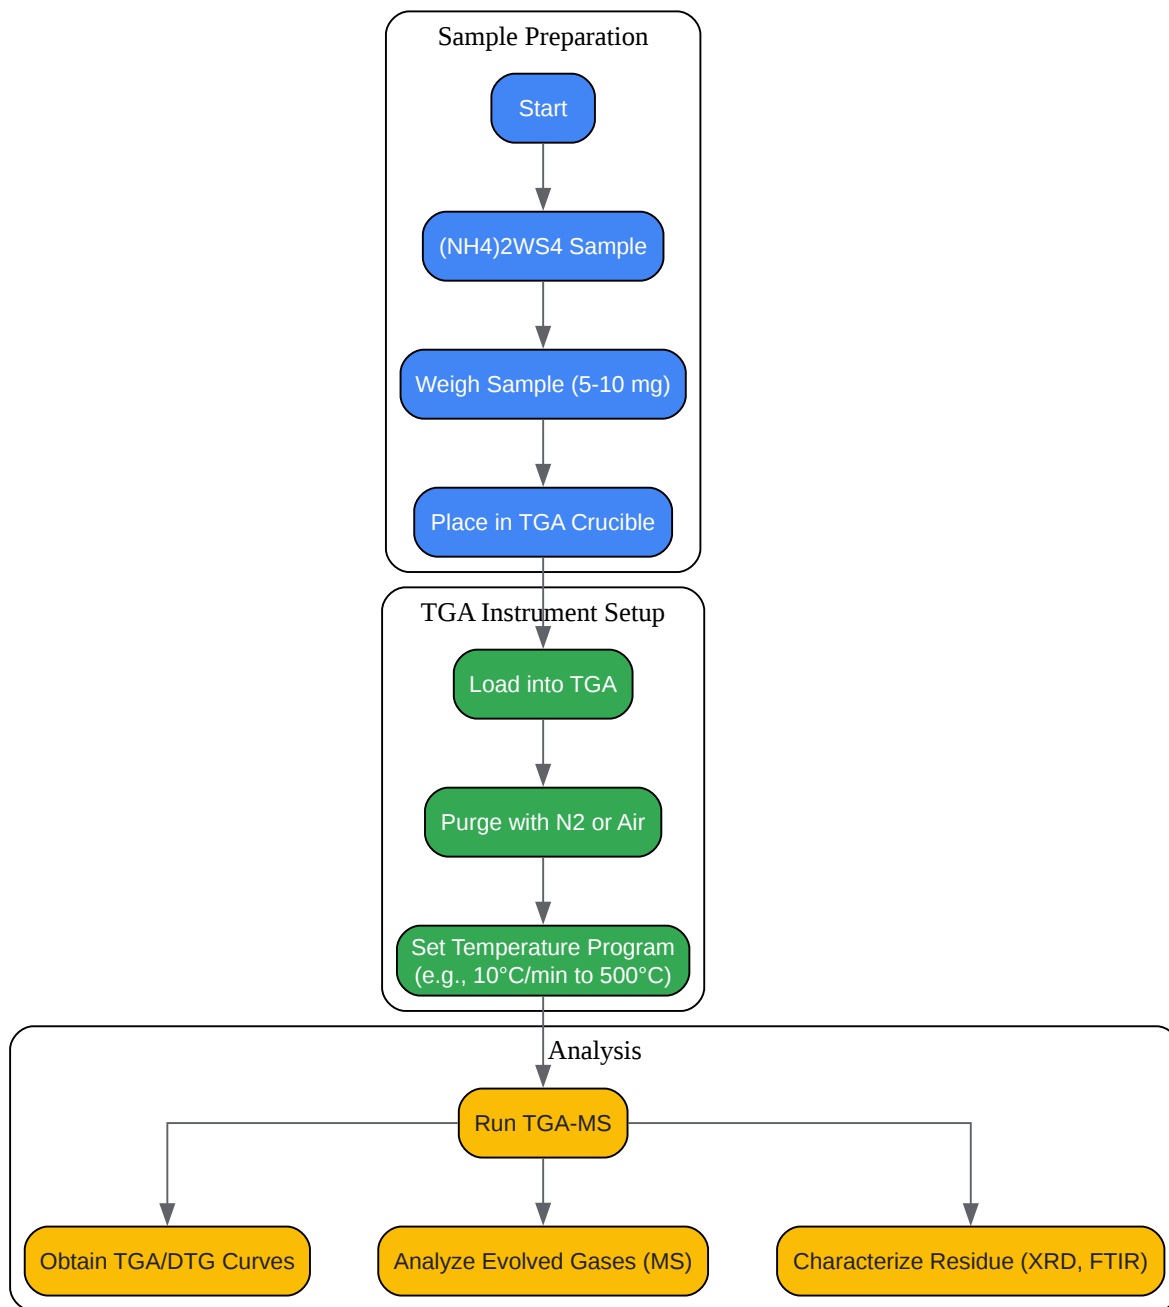 Sample Preparation
Start
(NH4)2WS4 Sample
Weigh Sample (5-10 mg)
Place in TGA Crucible
TGA Instrument Setup
Load into TGA
Purge with N2 or Air
Set Temperature Program
(e.g., 10°C/min to 500°C)
Analysis
Run TGA-MS
Obtain TGA/DTG Curves
Analyze Evolved Gases (MS)
Characterize Residue (XRD, FTIR)